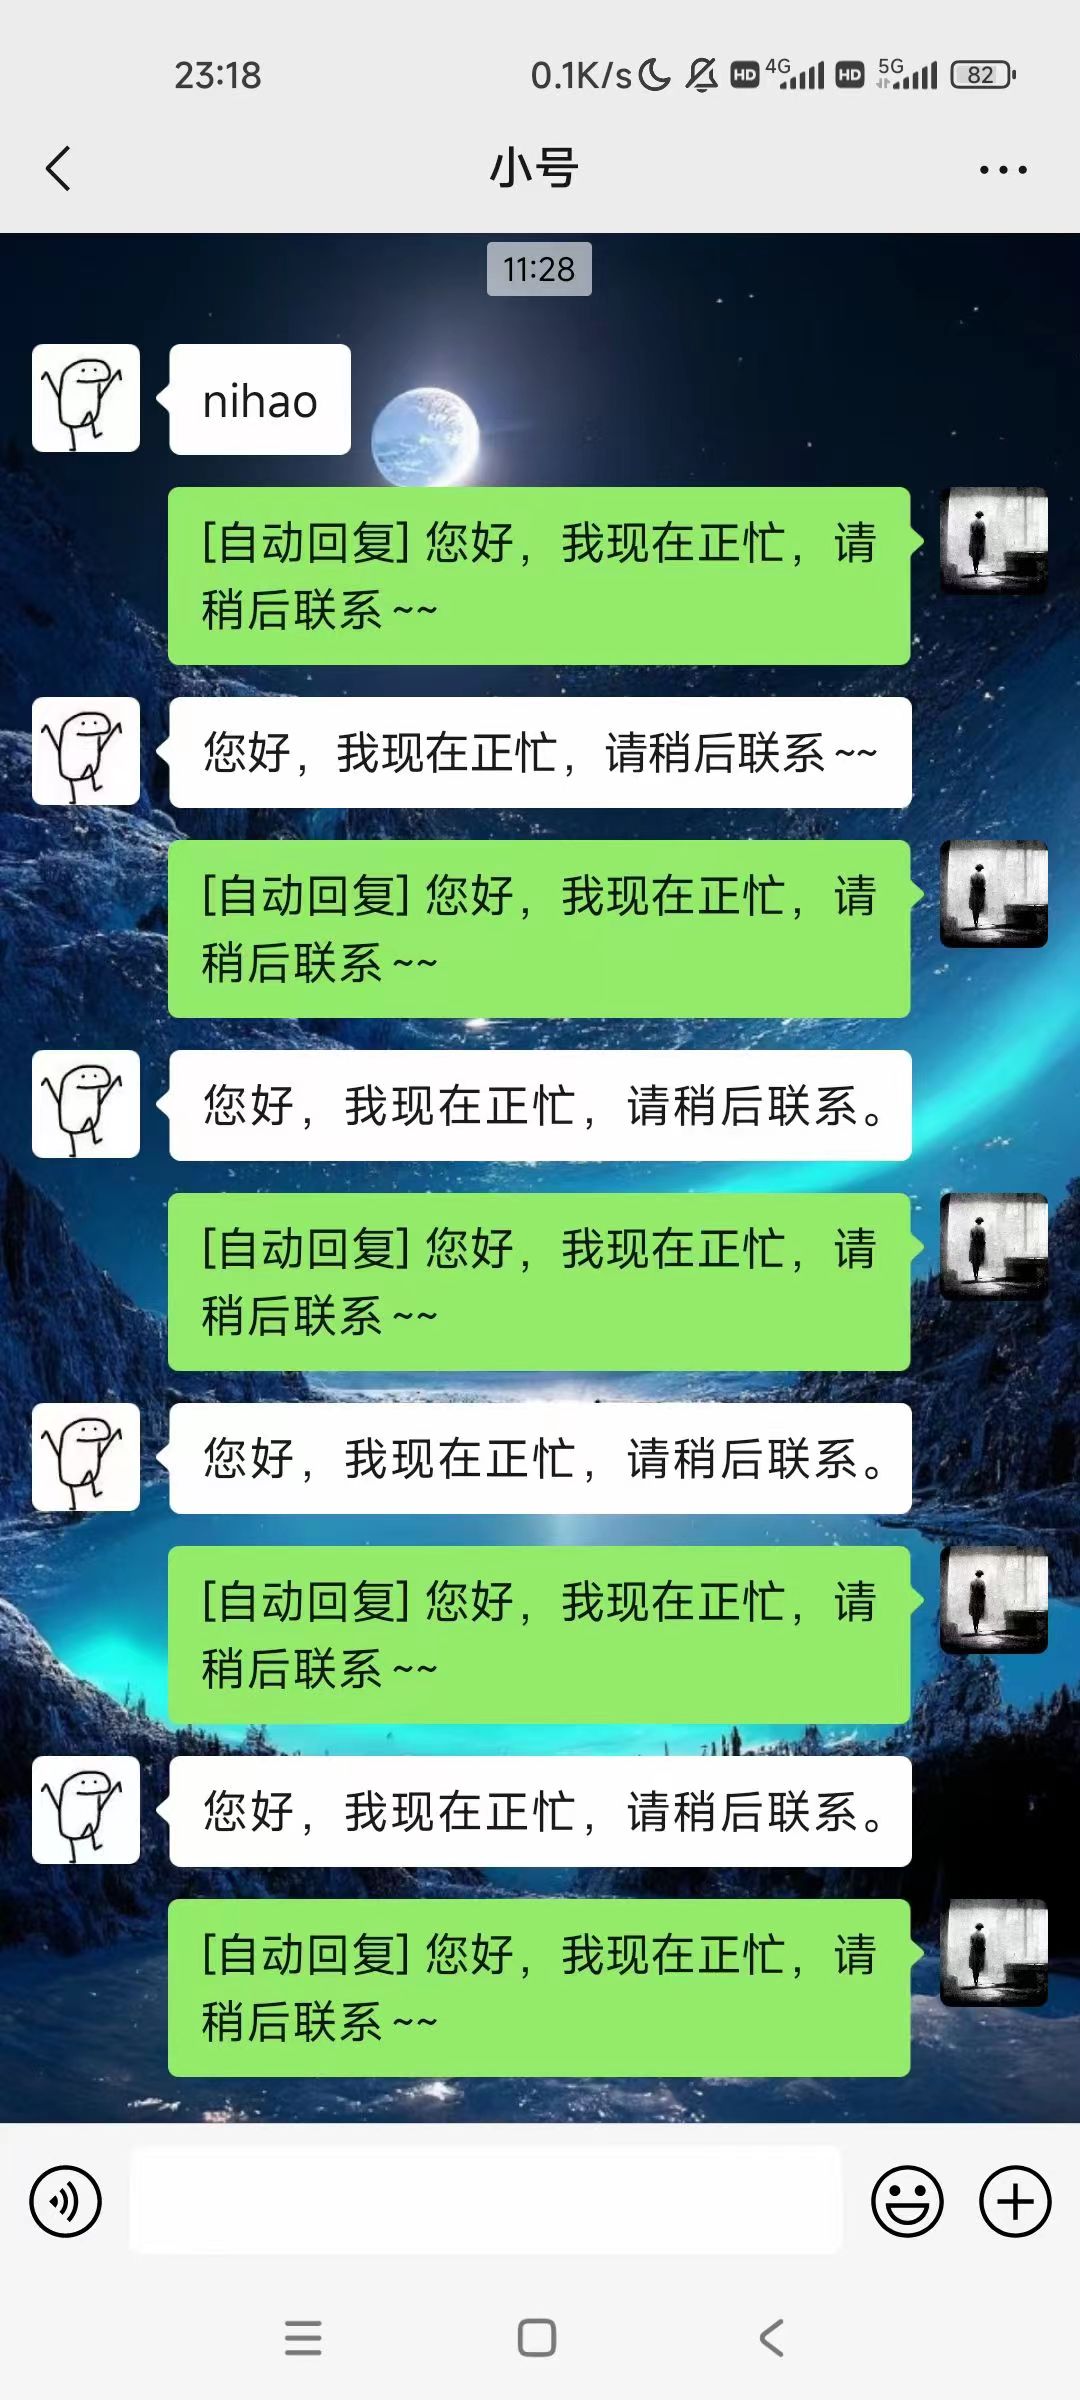 23:18
0.1K/s
HD
4G
HD
5G
82
小号
11:28
nihao
[自动回复] 您好，我现在正忙，请
稍后联系~~
您好，我现在正忙，请稍后联系~~
[自动回复] 您好，我现在正忙，请
稍后联系~~
您好，我现在正忙，请稍后联系。
[自动回复] 您好，我现在正忙，请
稍后联系~~
您好，我现在正忙，请稍后联系。
[自动回复] 您好，我现在正忙，请
稍后联系~~
您好，我现在正忙，请稍后联系。
[自动回复] 您好，我现在正忙，请
稍后联系~~